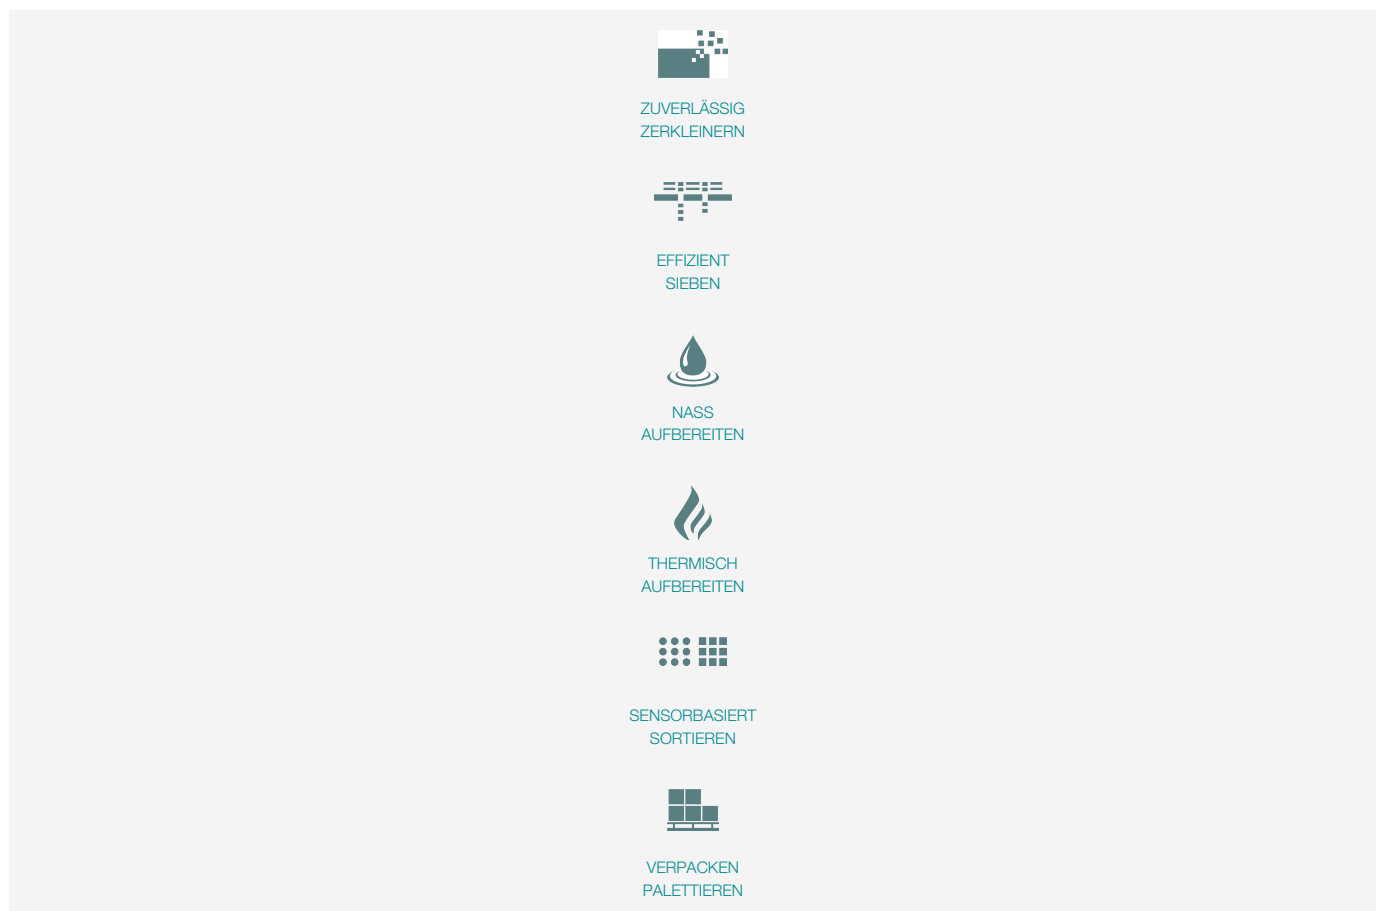 ZUVERLÄSSIG
ZERKLEINERN
EFFIZIENT
SIEBEN
NASS
AUFBEREITEN
THERMISCH
AUFBEREITEN
SENSORBASIERT
SORTIEREN
VERPACKEN
PALETTIEREN